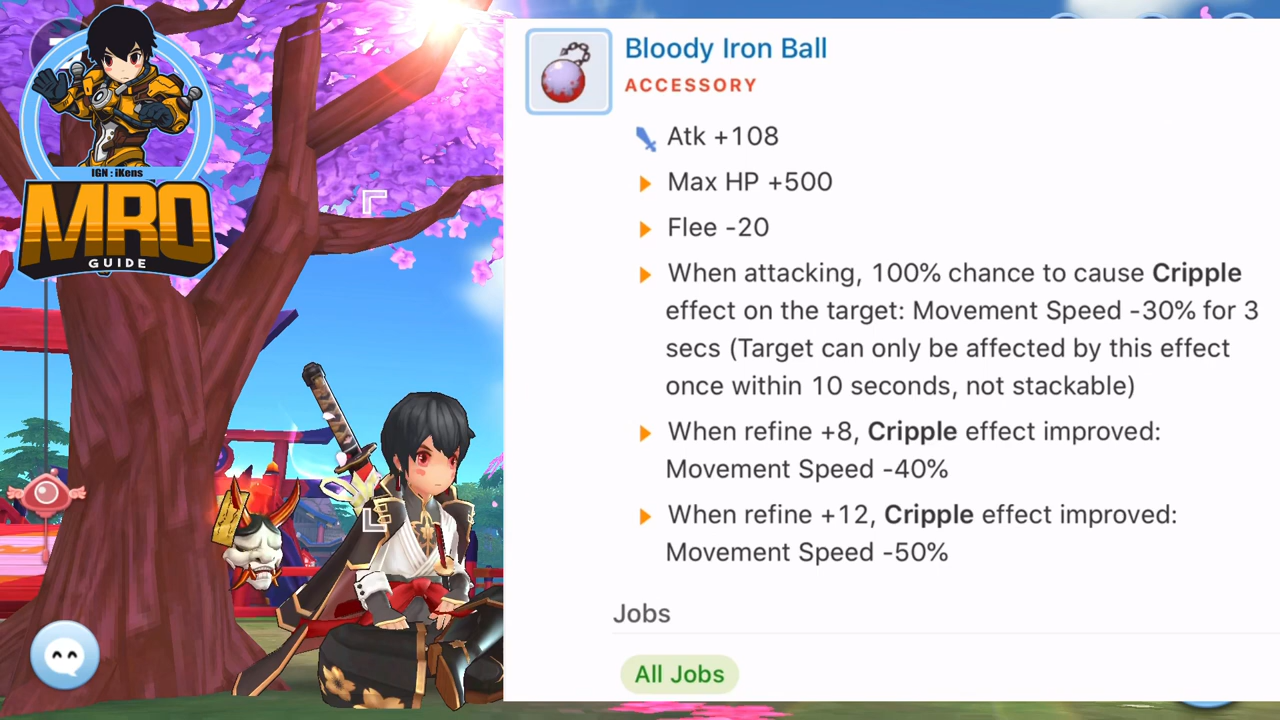 IGN : iKens
MRO
GUIDE
Bloody Iron Ball
ACCESSORY
Atk +108
Max HP +500
Flee -20
When attacking, 100% chance to cause Cripple
effect on the target: Movement Speed -30% for 3
secs (Target can only be affected by this effect
once within 10 seconds, not stackable)
When refine +8, Cripple effect improved:
Movement Speed -40%
When refine +12, Cripple effect improved:
Movement Speed -50%
Jobs
All Jobs